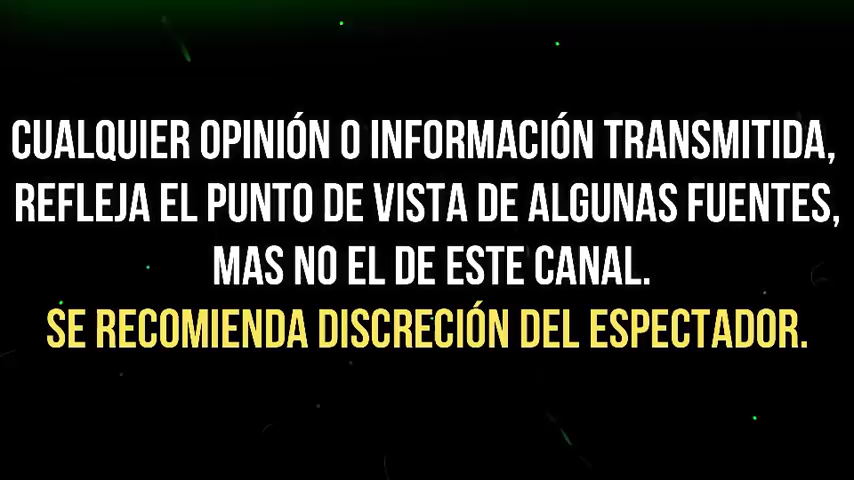 CUALQUIER OPINIÓN O INFORMACIÓN TRANSMITIDA,
REFLEJA EL PUNTO DE VISTA DE ALGUNAS FUENTES,
MAS NO EL DE ESTE CANAL.
SE RECOMIENDA DISCRECIÓN DEL ESPECTADOR.